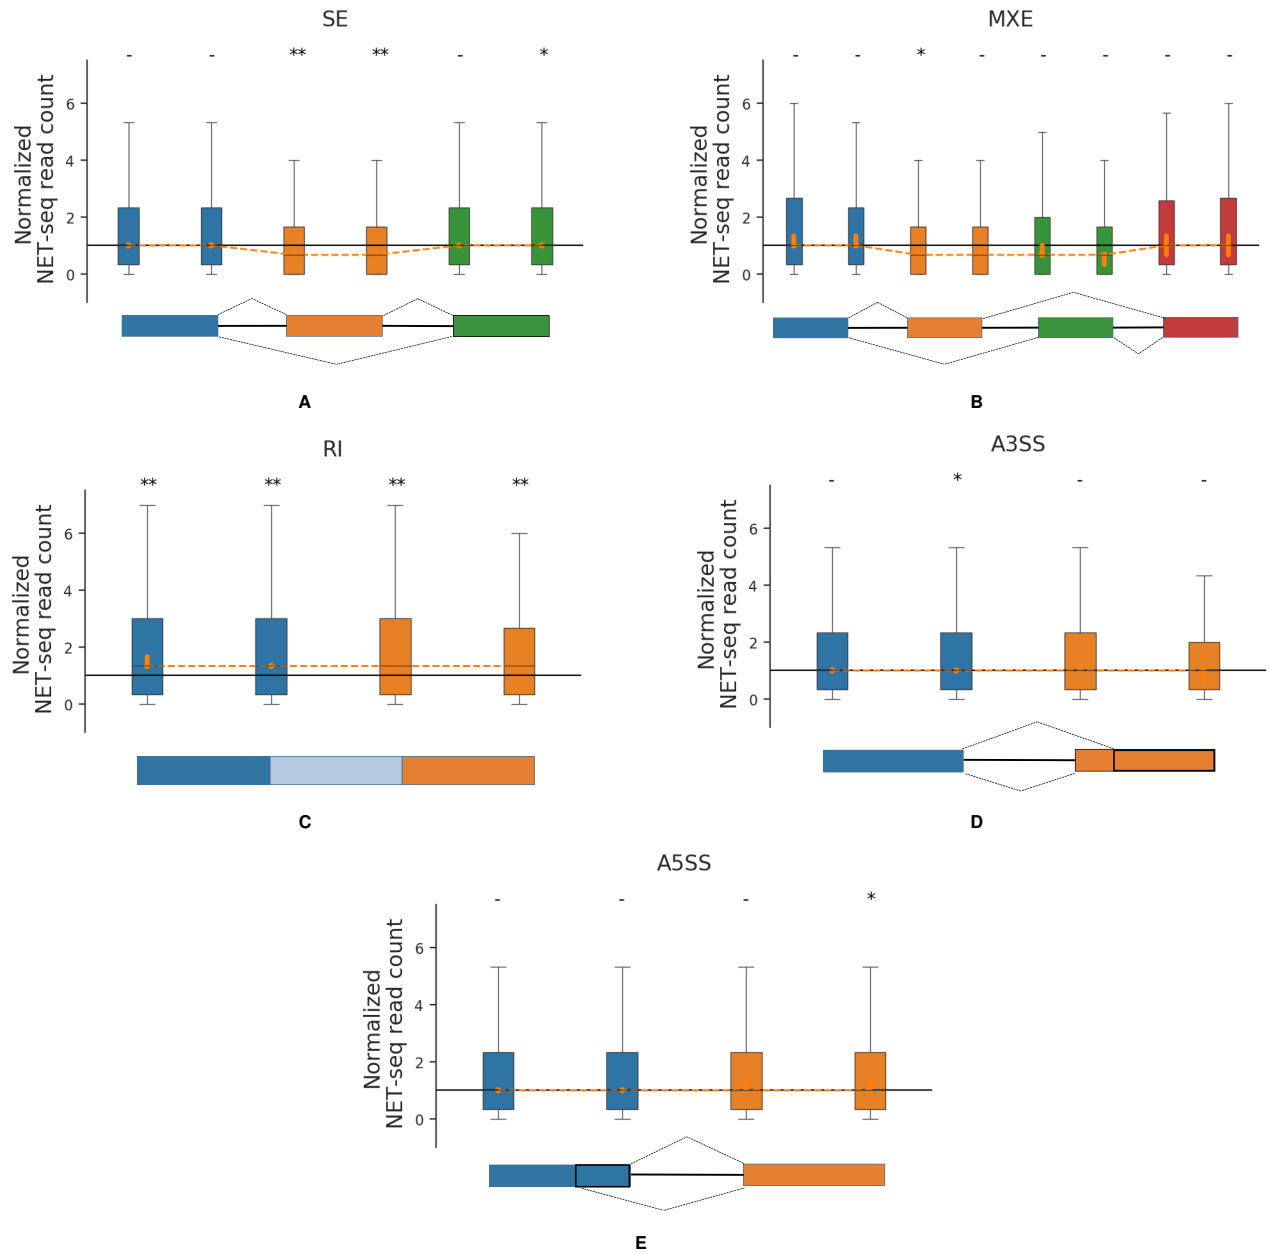 SE
- - ** ** - *
Normalized
NET-seq read count
6
4
2
0
A
MXE
- - * - - - - -
Normalized
NET-seq read count
6
4
2
0
B
RI
** ** ** **
Normalized
NET-seq read count
6
4
2
0
C
A3SS
- * - -
Normalized
NET-seq read count
6
4
2
0
D
A5SS
- - - *
Normalized
NET-seq read count
6
4
2
0
E